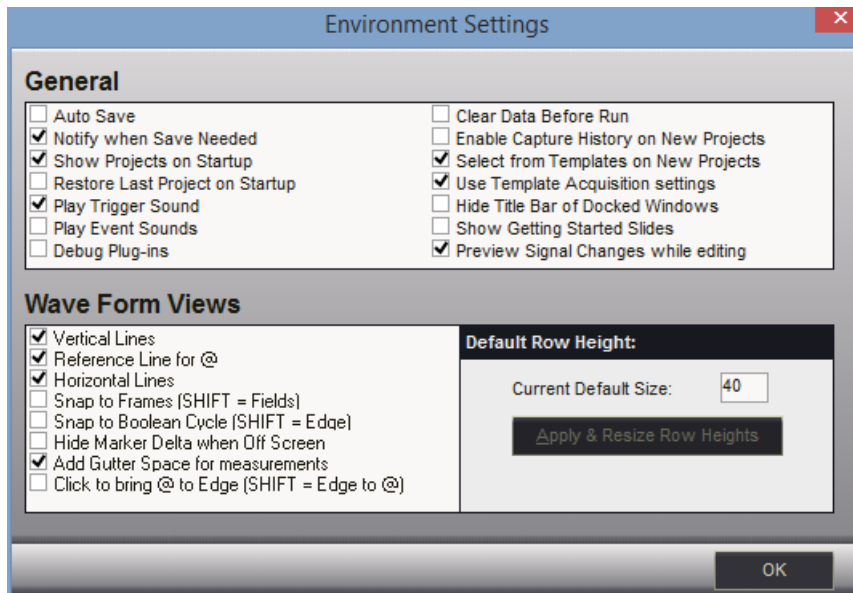 Environment Settings
General
Auto Save
Notify when Save Needed
Show Projects on Startup
Restore Last Project on Startup
Play Trigger Sound
Play Event Sounds
Debug Plug-ins
Clear Data Before Run
Enable Capture History on New Projects
Select from Templates on New Projects
Use Template Acquisition settings
Hide Title Bar of Docked Windows
Show Getting Started Slides
Preview Signal Changes while editing
Wave Form Views
Vertical Lines
Reference Line for @
Horizontal Lines
Snap to Frames (SHIFT = Fields)
Snap to Boolean Cycle (SHIFT = Edge)
Hide Marker Delta when Off Screen
Add Gutter Space for measurements
Click to bring @ to Edge (SHIFT = Edge to @)
Default Row Height:
Current Default Size: 40
Apply & Resize Row Heights
OK